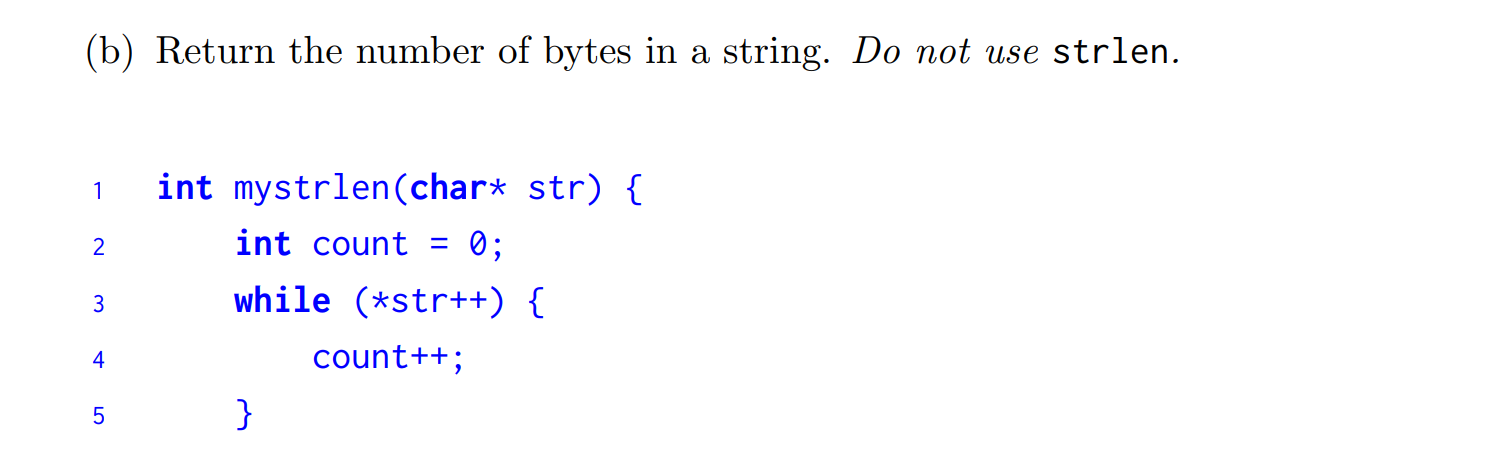 (b) Return the number of bytes in a string. Do not use strlen.
1 int mystrlen(char* str) {
2 int count = 0;
3 while (*str++) {
4 count++;
5 }